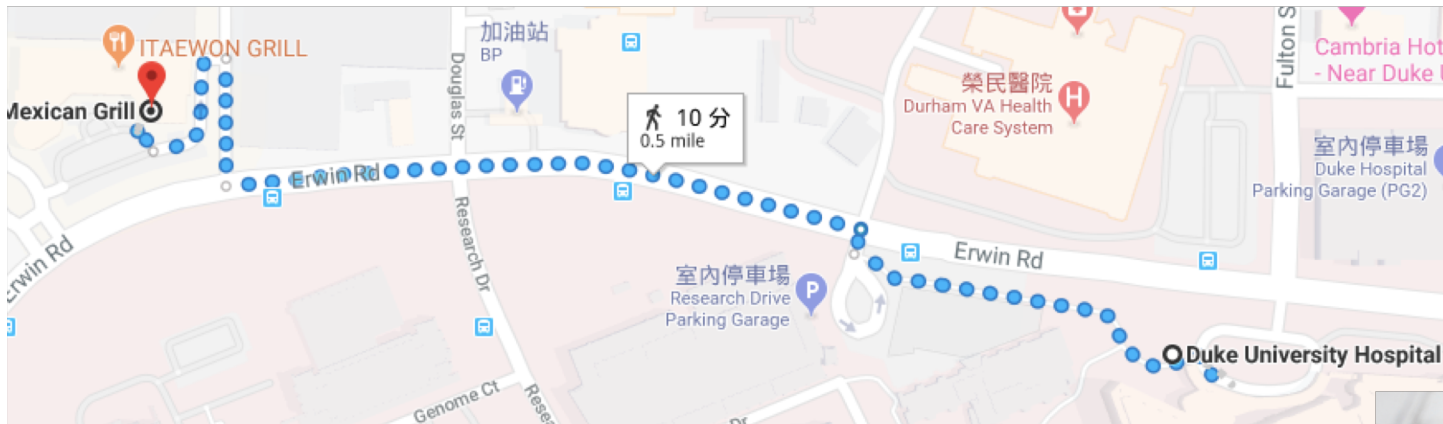 ITAEWON GRILL
Mexican Grill
加油站
BP
Douglas St
10 分
0.5 mile
榮民醫院
Durham VA Health
Care System
H
Fulton S
Cambria Hot
- Near Duke U
室內停車場
Duke Hospital
Parking Garage (PG2)
Erwin Rd
Erwin Rd
Research Dr
室內停車場
Research Drive
Parking Garage
P
Erwin Rd
Duke University Hospital
Genome Ct
Resea
Dr